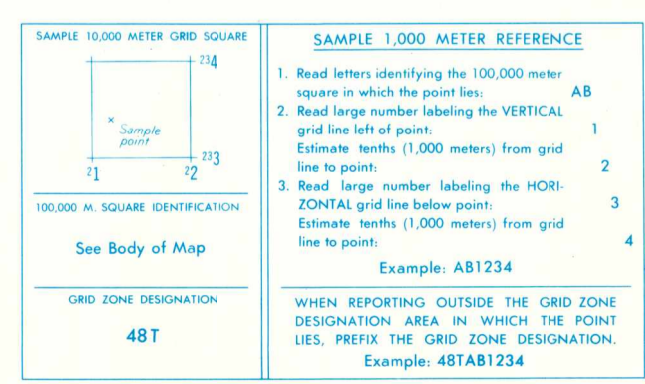 SAMPLE 10,000 METER GRID SQUARE
234
Sample
point
233
21
22
100,000 M. SQUARE IDENTIFICATION
See Body of Map
GRID ZONE DESIGNATION
48T
SAMPLE 1,000 METER REFERENCE
1. Read letters identifying the 100,000 meter
square in which the point lies: AB
2. Read large number labeling the VERTICAL
grid line left of point: 1
Estimate tenths (1,000 meters) from grid
line to point: 2
3. Read large number labeling the HORI-
ZONTAL grid line below point: 3
Estimate tenths (1,000 meters) from grid
line to point: 4
Example: AB1234
WHEN REPORTING OUTSIDE THE GRID ZONE
DESIGNATION AREA IN WHICH THE POINT
LIES, PREFIX THE GRID ZONE DESIGNATION.
Example: 48TAB1234